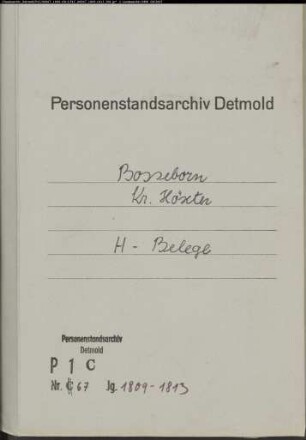 Personenstandsarchiv Detmold
Bosseborn
Kr. Höxter
H - Belege
Personenstandsarchiv
Detmold
P 1 C
Nr. 67 Jg. 1809-1813